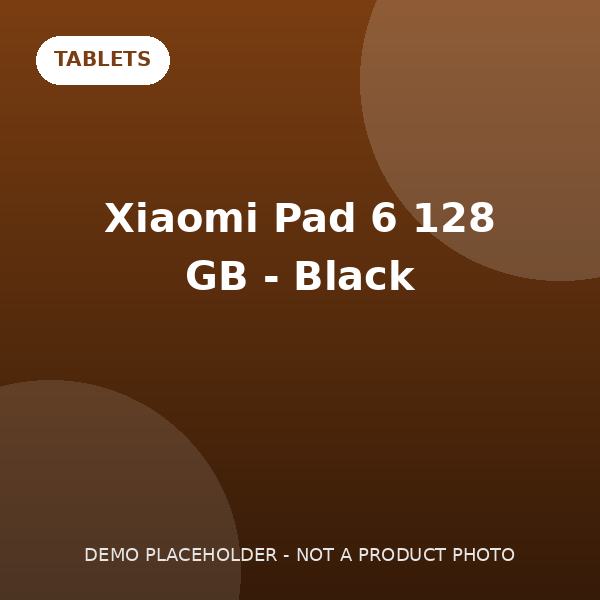 TABLETS
Xiaomi Pad 6 128
GB - Black
DEMO PLACEHOLDER - NOT A PRODUCT PHOTO